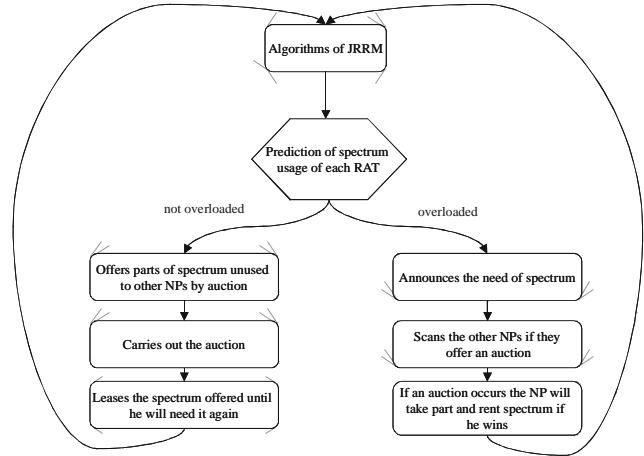 Algorithms of JRRM
Prediction of spectrum
usage of each RAT
not overloaded
overloaded
Offers parts of spectrum unused
to other NPs by auction
Carries out the auction
Leases the spectrum offered until
he will need it again
Announces the need of spectrum
Scans the other NPs if they
offer an auction
If an auction occurs the NP will
take part and rent spectrum if
he wins